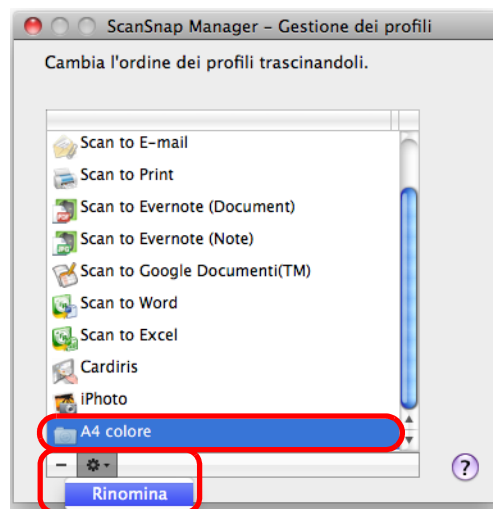 ScanSnap Manager – Gestione dei profili
Cambia l'ordine dei profili trascinandoli.
Scan to E-mail
Scan to Print
Scan to Evernote (Document)
Scan to Evernote (Note)
Scan to Google Documenti(TM)
Scan to Word
Scan to Excel
Cardiris
iPhoto
A4 colore
Rinomina